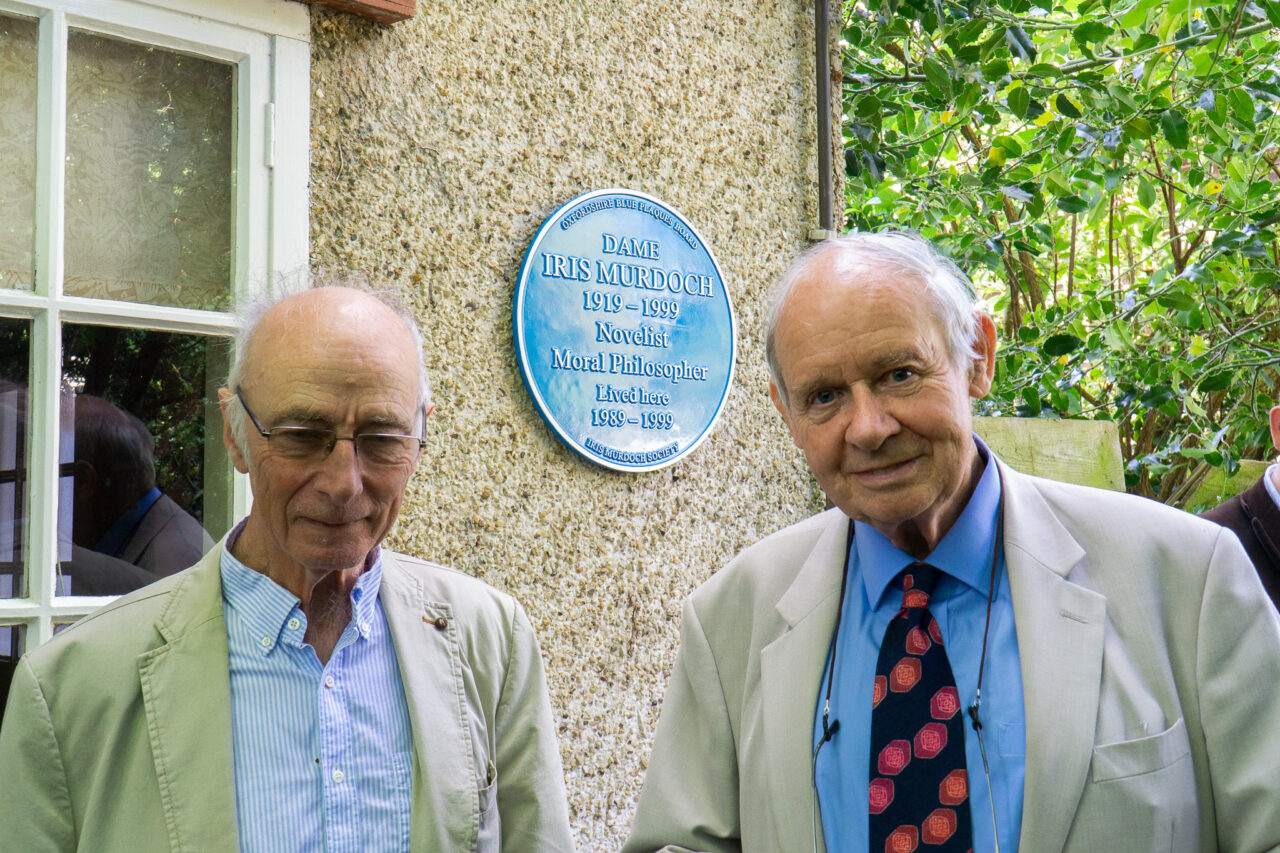 OXFORDSHIRE BLUE PLAQUES BOARD
DAME
IRIS MURDOCH
1919 – 1999
Novelist
Moral Philosopher
Lived here
1989 – 1999
IRIS MURDOCH SOCIETY